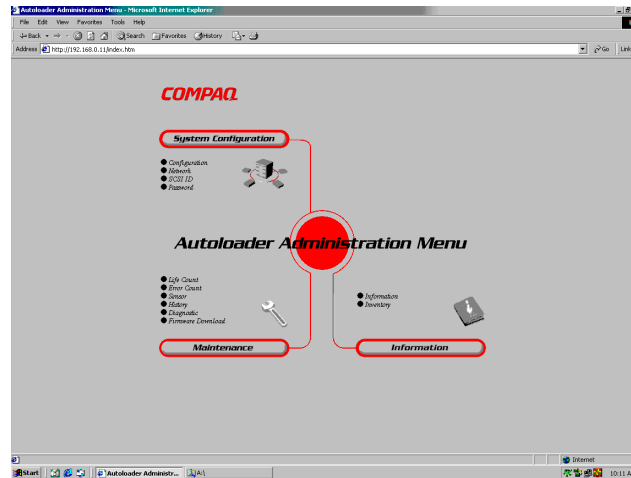 Autoloader Administration Menu - Microsoft Internet Explorer
File Edit View Favorites Tools Help
Back Search Favorites History
Address http://192.168.0.11/index.htm Go Link
COMPAQ
System Configuration
Configuration
Network
SCSI ID
Password
Autoloader Administration Menu
Life Count
Error Count
Sensor
History
Diagnostic
Firmware Download
Information
Inventory
Maintenance
Information
Internet
Start Autoloader Administr... A:\ 10:11 A